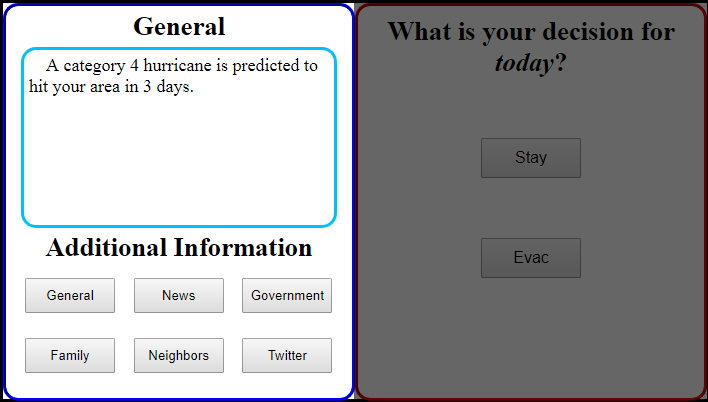 General
A category 4 hurricane is predicted to
hit your area in 3 days.
Additional Information
General News Government
Family Neighbors Twitter
What is your decision for
today?
Stay
Evac